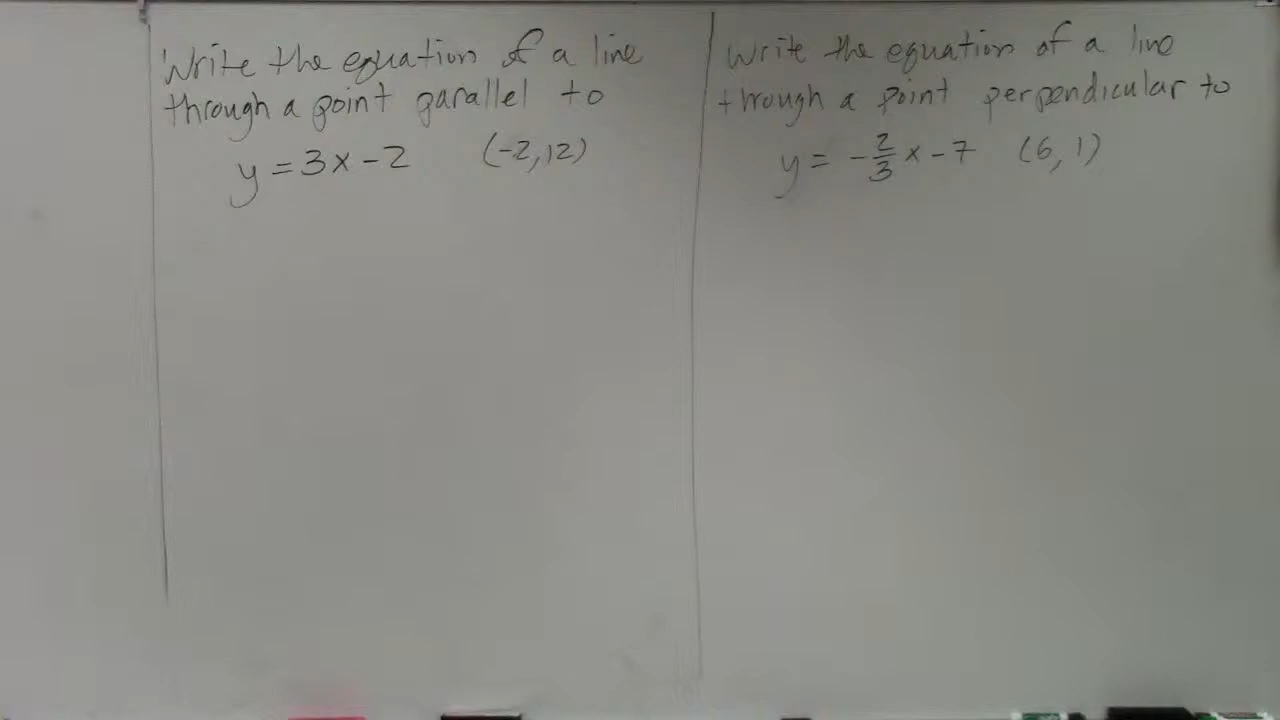 Write the equation of a line
through a point parallel to
y = 3x - 2 (-2, 12)
Write the equation of a line
through a point perpendicular to
y = -2/3 x - 7 (6, 1)